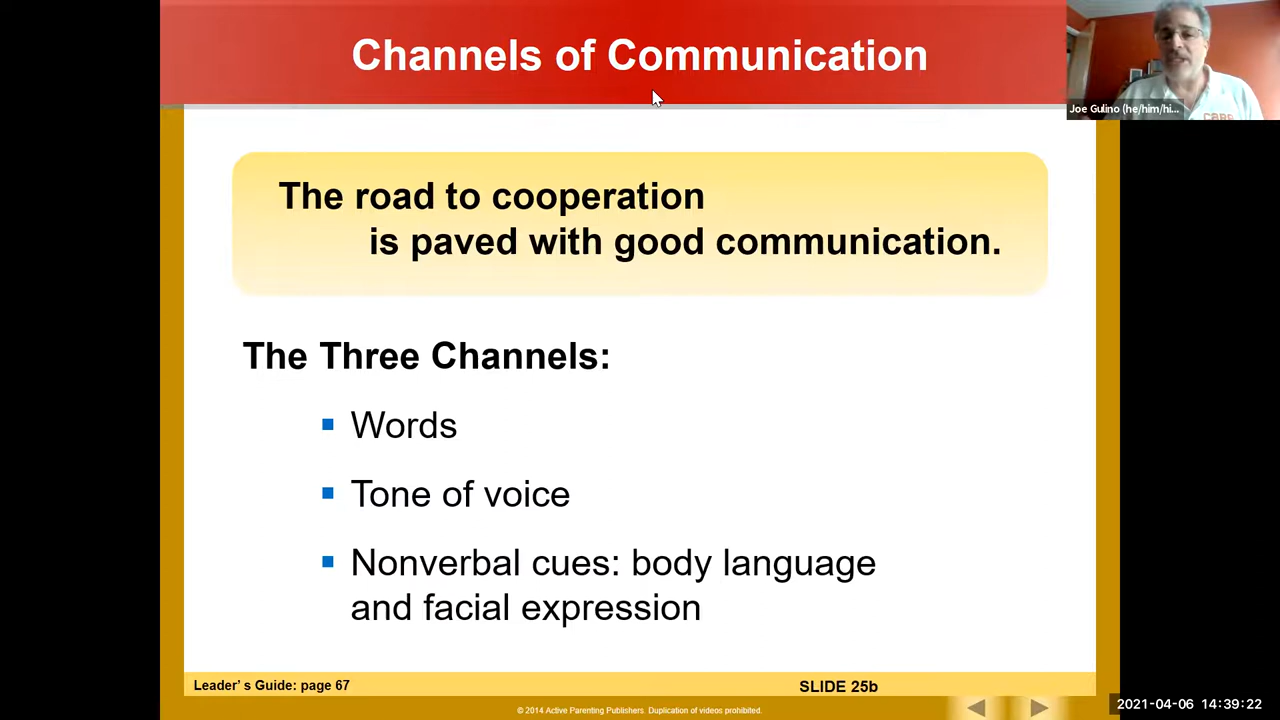 Channels of Communication
Joe Gulino (he/him/hi...
The road to cooperation
is paved with good communication.
The Three Channels:
Words
Tone of voice
Nonverbal cues: body language
and facial expression
Leader’ s Guide: page 67
SLIDE 25b
© 2014 Active Parenting Publishers. Duplication of videos prohibited.
2021-04-06 14:39:22